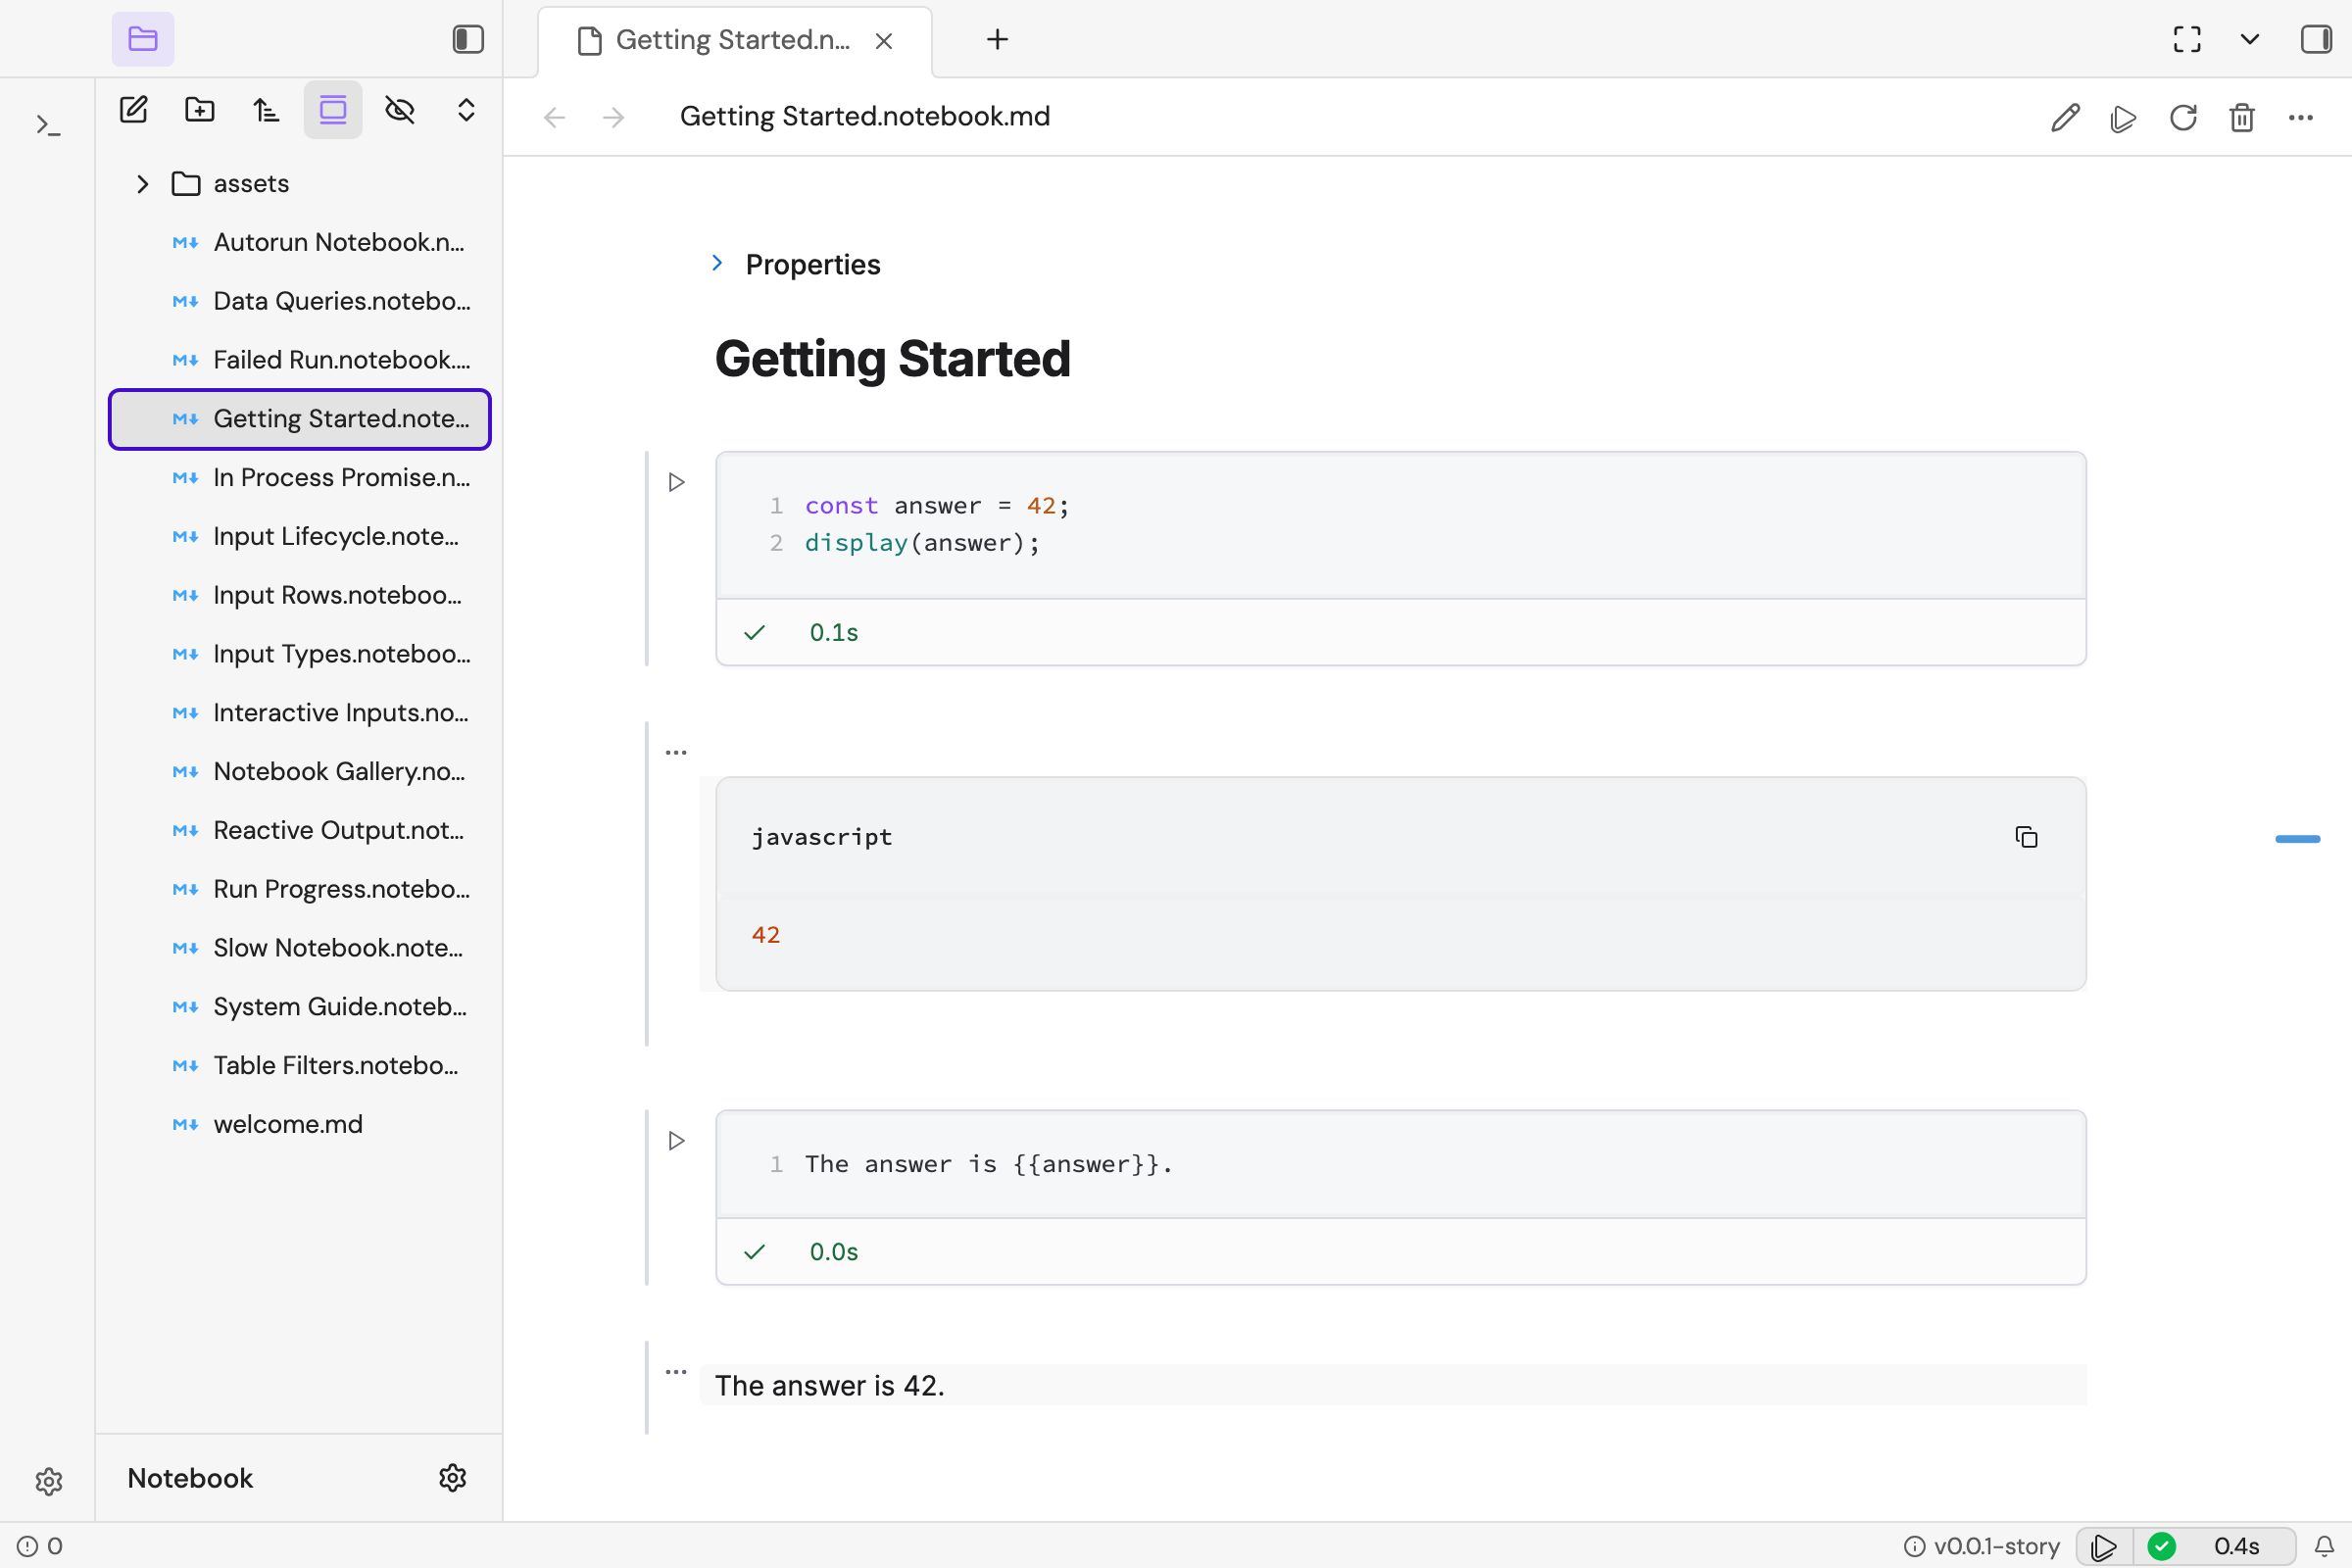 Getting Started.n...
Getting Started.notebook.md
assets
Autorun Notebook.n...
Data Queries.notebo...
Failed Run.notebook....
Getting Started.note...
In Process Promise.n...
Input Lifecycle.note...
Input Rows.noteboo...
Input Types.noteboo...
Interactive Inputs.no...
Notebook Gallery.no...
Reactive Output.not...
Run Progress.notebo...
Slow Notebook.note...
System Guide.noteb...
Table Filters.notebo...
welcome.md
Notebook
Properties
Getting Started
1 const answer = 42;
2 display(answer);
0.1s
javascript
42
1 The answer is {{answer}}.
0.0s
The answer is 42.
0
v0.0.1-story
0.4s